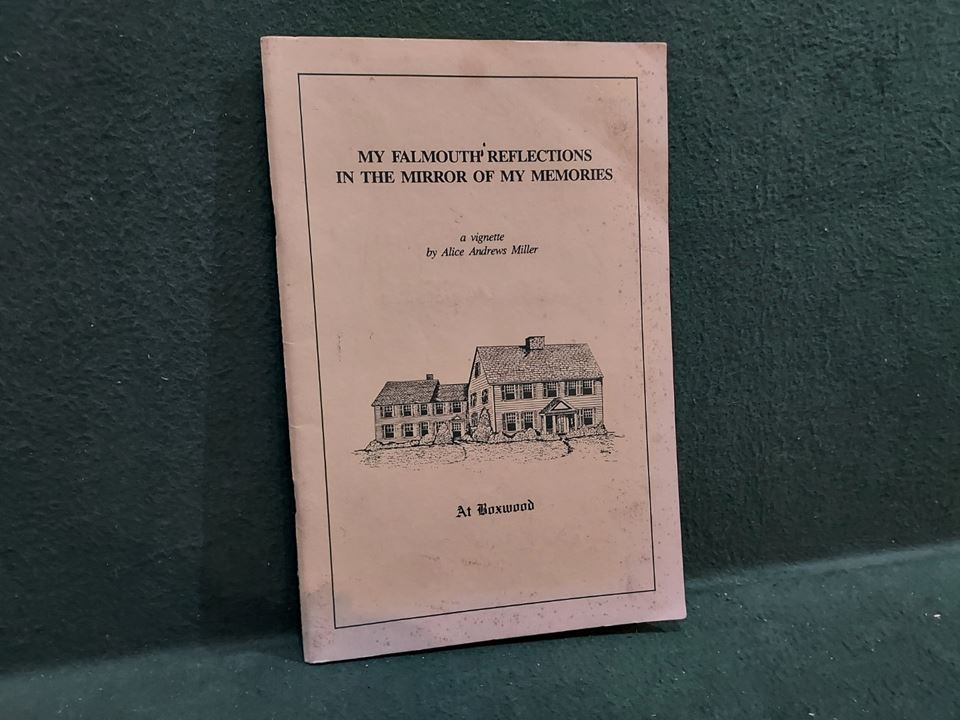 MY FALMOUTH REFLECTIONS
IN THE MIRROR OF MY MEMORIES
a vignette
by Alice Andrews Miller
At Boxwood